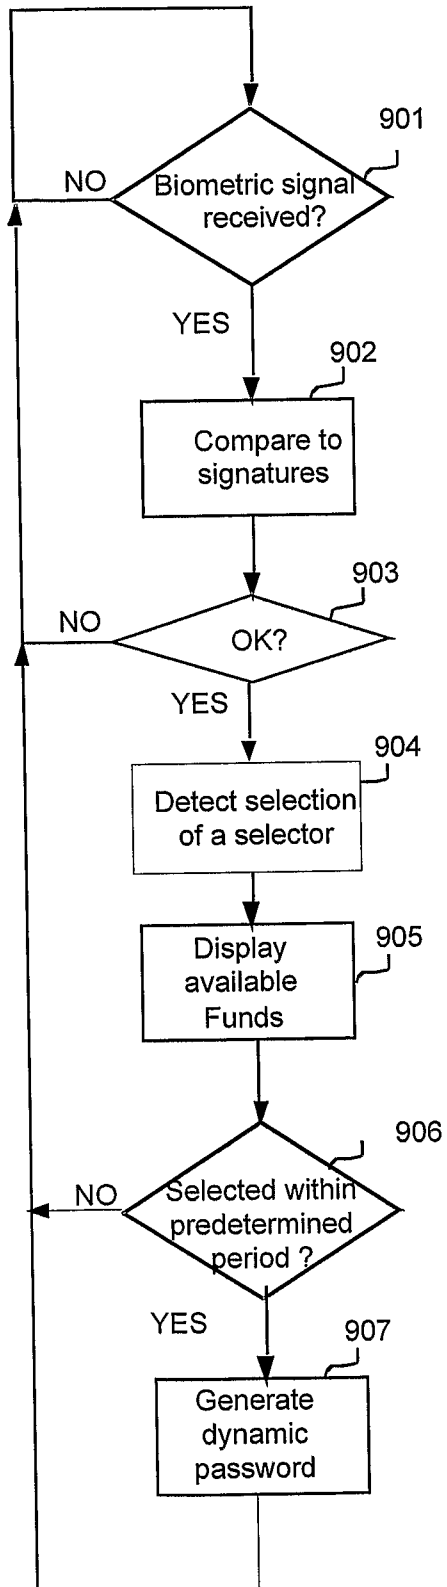 901
NO
Biometric signal
received?
YES
902
Compare to
signatures
903
NO
OK?
YES
904
Detect selection
of a selector
905
Display
available
Funds
906
NO
Selected within
predetermined
period ?
YES
907
Generate
dynamic
password